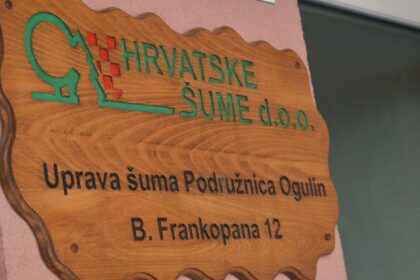 HRVATSKE
ŠUME d.o.o.
Uprava šuma Podružnica Ogulin
B. Frankopana 12